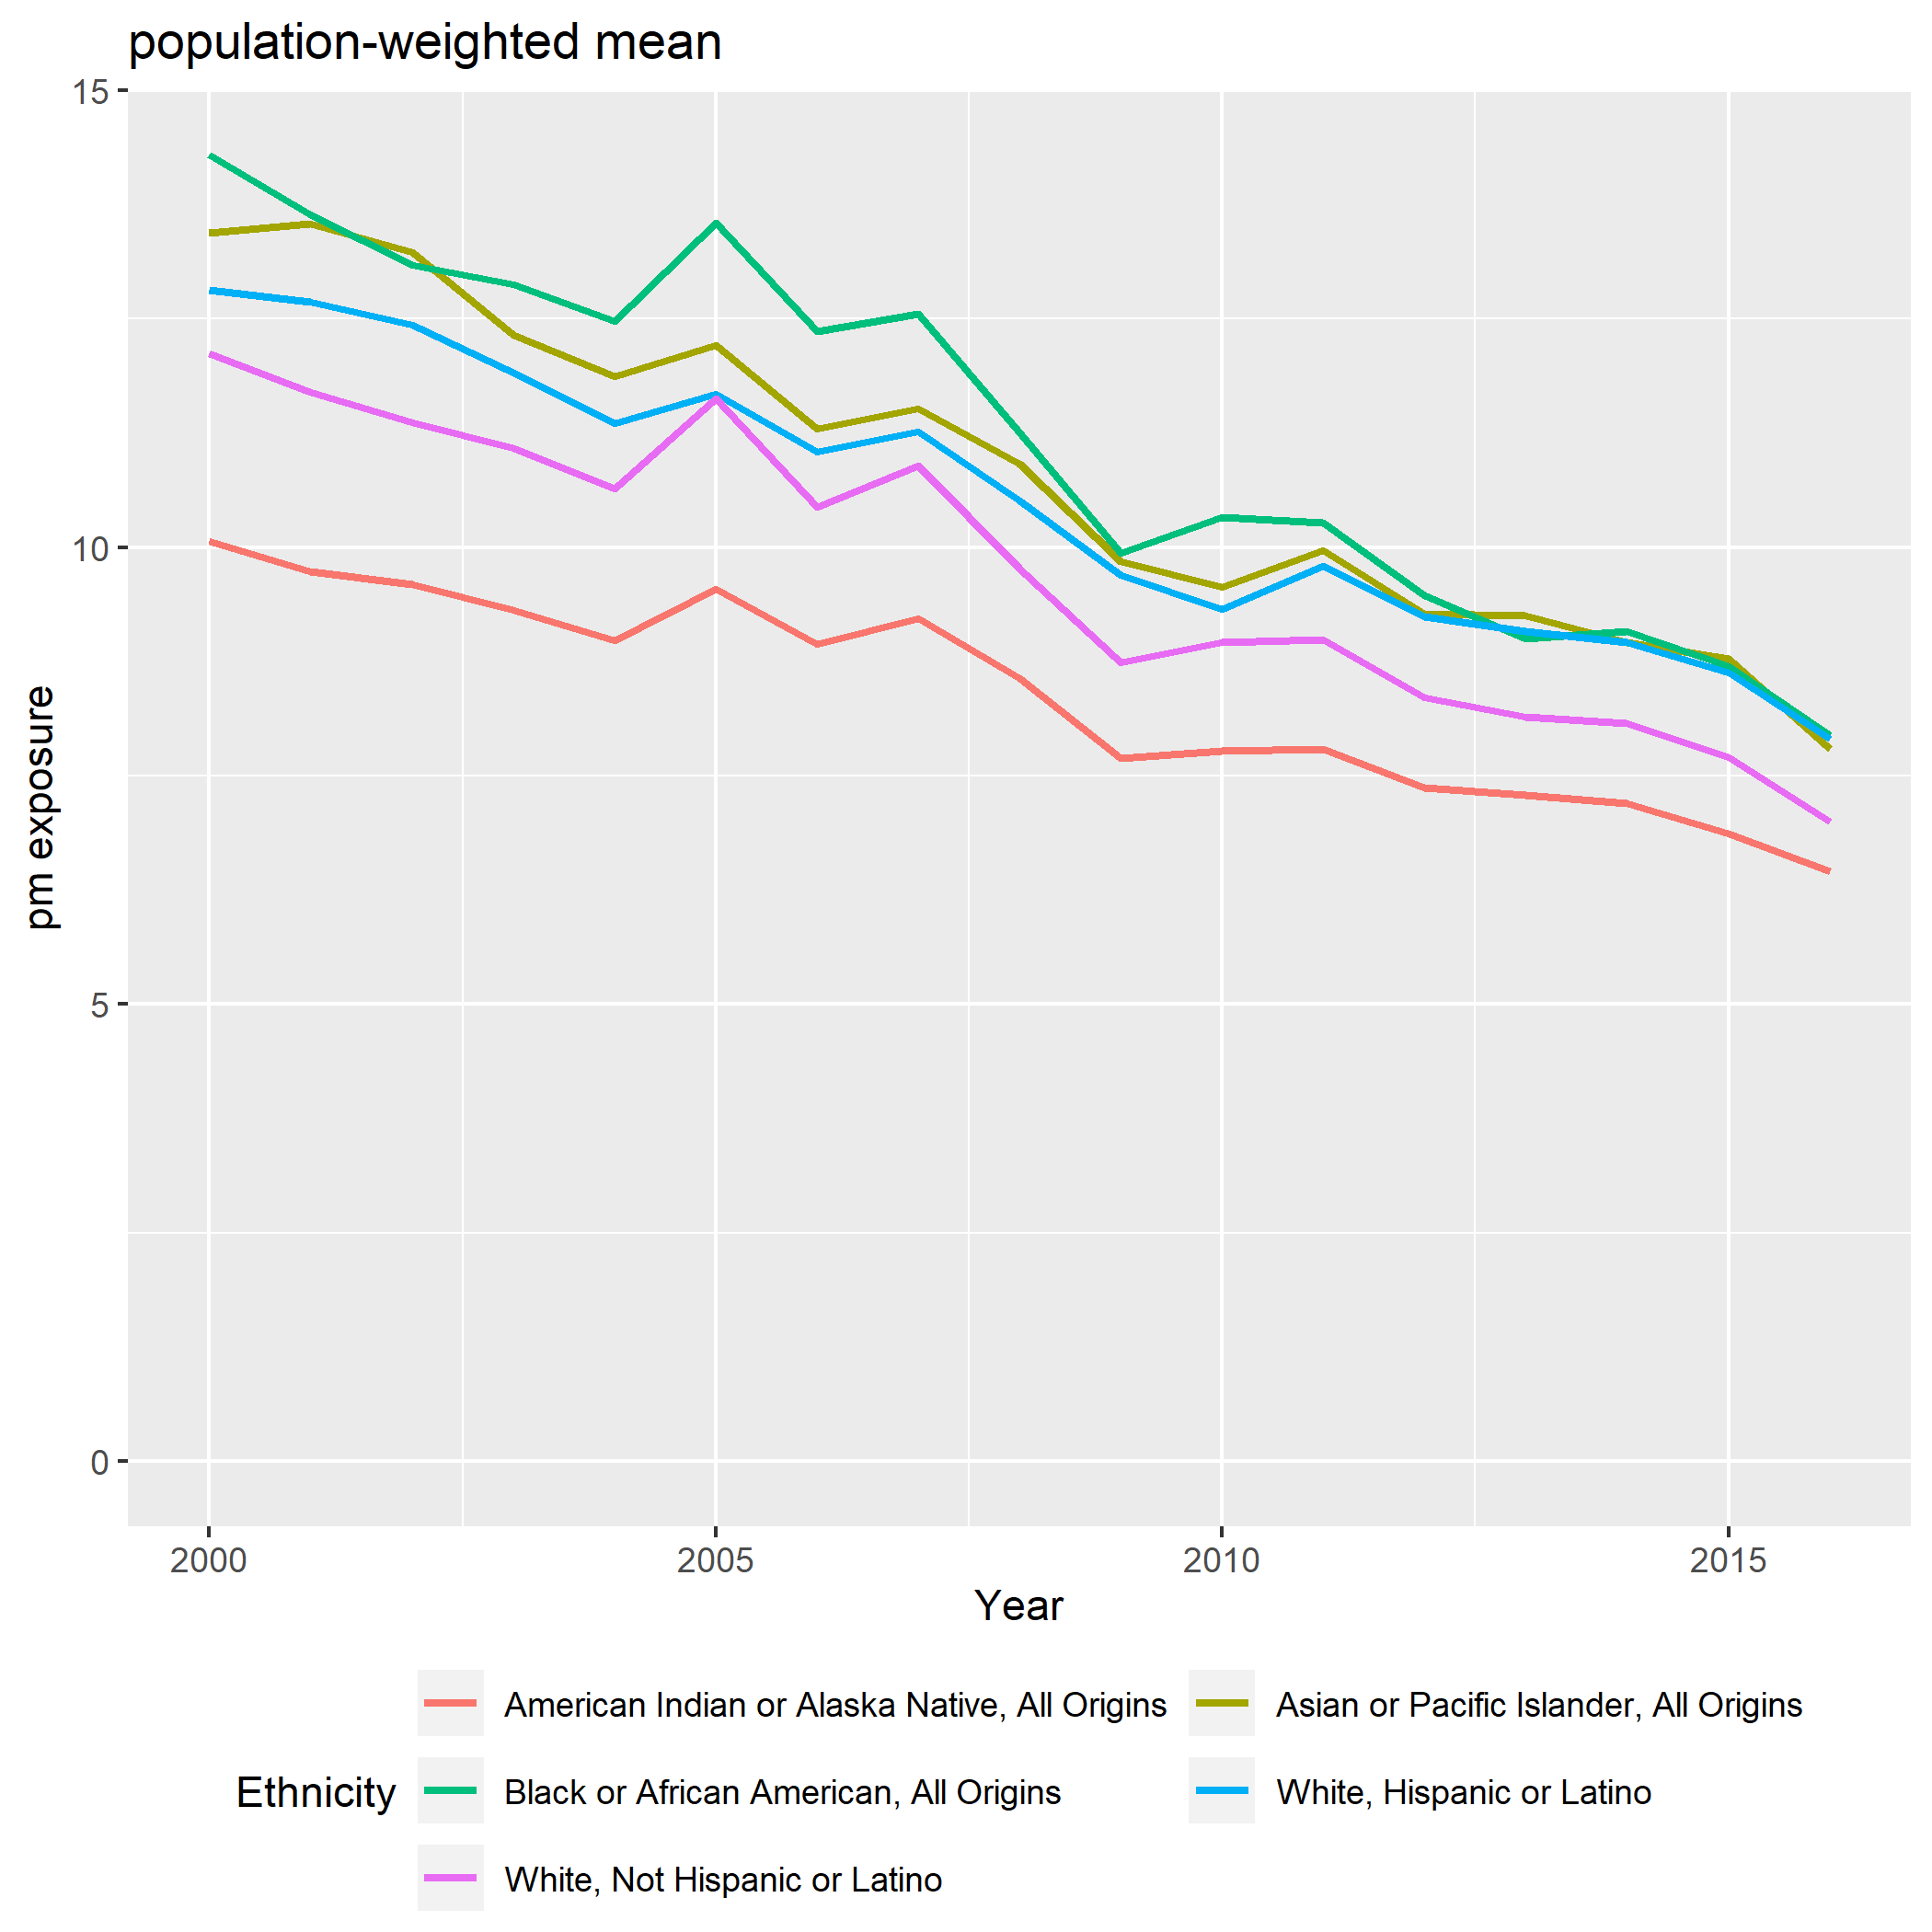 population-weighted mean
15
10
5
0
pm exposure
2000 2005 2010 2015
Year
Ethnicity
American Indian or Alaska Native, All Origins
Asian or Pacific Islander, All Origins
Black or African American, All Origins
White, Hispanic or Latino
White, Not Hispanic or Latino